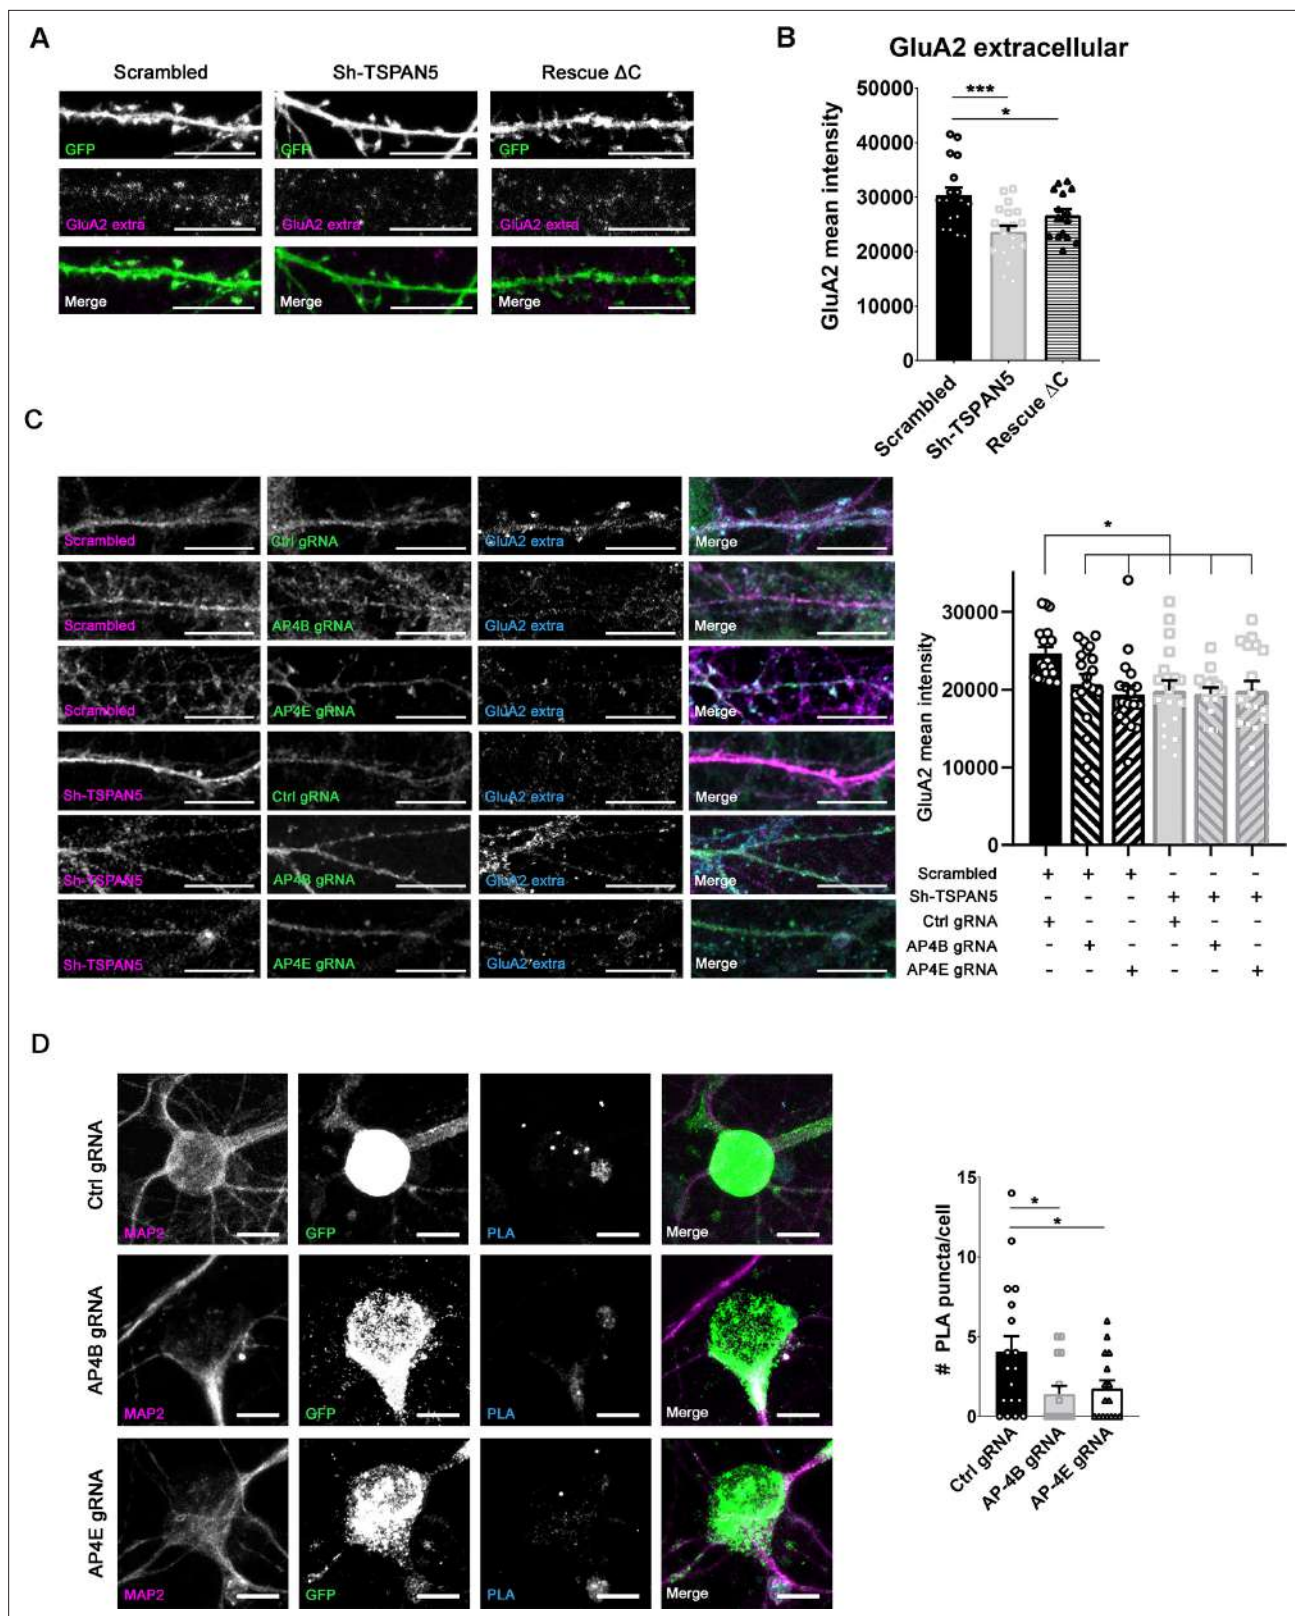 A
Scrambled Sh-TSPAN5 Rescue ΔC
GFP GFP GFP
GluA2 extra GluA2 extra GluA2 extra
Merge Merge Merge
B
GluA2 extracellular
GluA2 mean intensity
50000
***
*
40000
30000
20000
10000
0
Scrambled
Sh-TSPAN5
Rescue ΔC
C
Scrambled Ctrl gRNA GluA2 extra Merge
Scrambled AP4B gRNA GluA2 extra Merge
Scrambled AP4E gRNA GluA2 extra Merge
Sh-TSPAN5 Ctrl gRNA GluA2 extra Merge
Sh-TSPAN5 AP4B gRNA GluA2 extra Merge
Sh-TSPAN5 AP4E gRNA GluA2 extra Merge
*
GluA2 mean intensity
30000
20000
10000
0
Scrambled + + + - - -
Sh-TSPAN5 - - - + + +
Ctrl gRNA + - - + - -
AP4B gRNA - + - - + -
AP4E gRNA - - + - - +
D
Ctrl gRNA
MAP2 GFP PLA Merge
AP4B gRNA
MAP2 GFP PLA Merge
AP4E gRNA
MAP2 GFP PLA Merge
# PLA puncta/cell
15
*
*
10
5
0
Ctrl gRNA
AP-4B gRNA
AP-4E gRNA